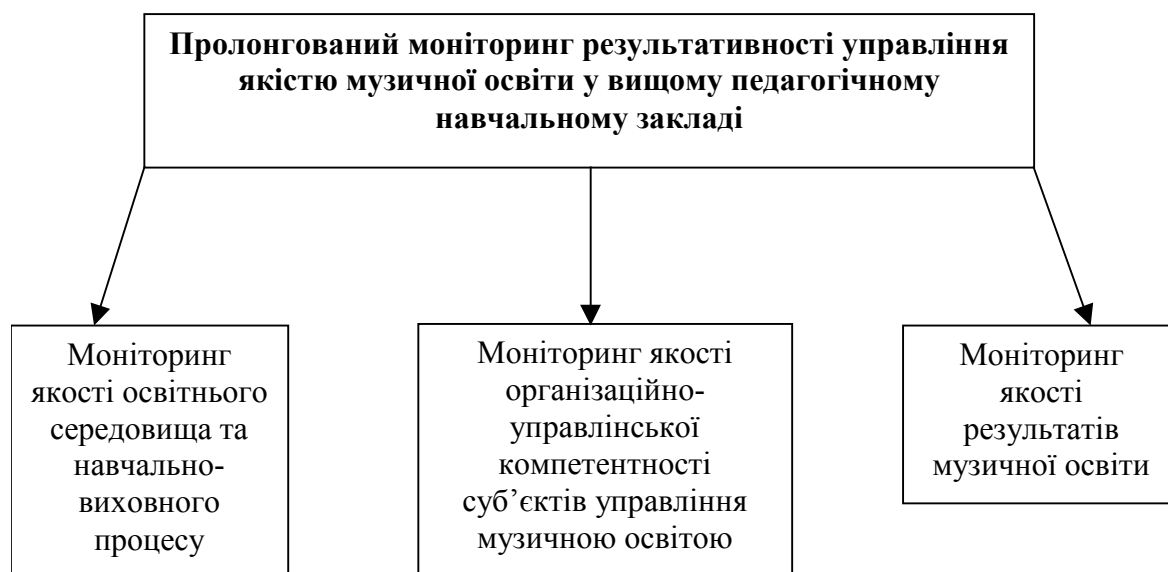 Пролонгований моніторинг результативності управління
якістю музичної освіти у вищому педагогічному
навчальному закладі
Моніторинг
якості освітнього
середовища та
навчально-
виховного
процесу
Моніторинг якості
організаційно-
управлінської
компетентності
суб’єктів управління
музичною освітою
Моніторинг
якості
результатів
музичної освіти